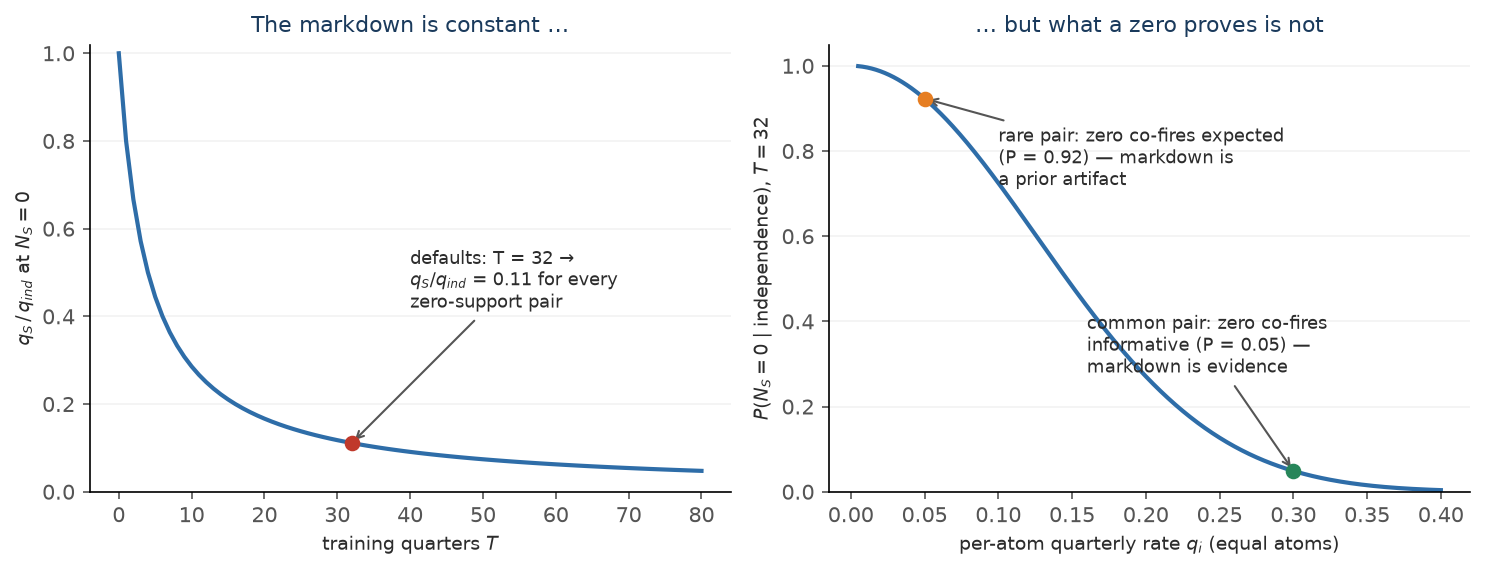 The markdown is constant …
1.0
0.8
0.6
0.4
0.2
0.0
q_S / q_ind at N_S = 0
defaults: T = 32 →
q_S/q_ind = 0.11 for every
zero-support pair
0 10 20 30 40 50 60 70 80
training quarters T
… but what a zero proves is not
1.0
0.8
0.6
0.4
0.2
0.0
P(N_S = 0 | independence), T = 32
rare pair: zero co-fires expected
(P = 0.92) — markdown is
a prior artifact
common pair: zero co-fires
informative (P = 0.05) —
markdown is evidence
0.00 0.05 0.10 0.15 0.20 0.25 0.30 0.35 0.40
per-atom quarterly rate q_i (equal atoms)